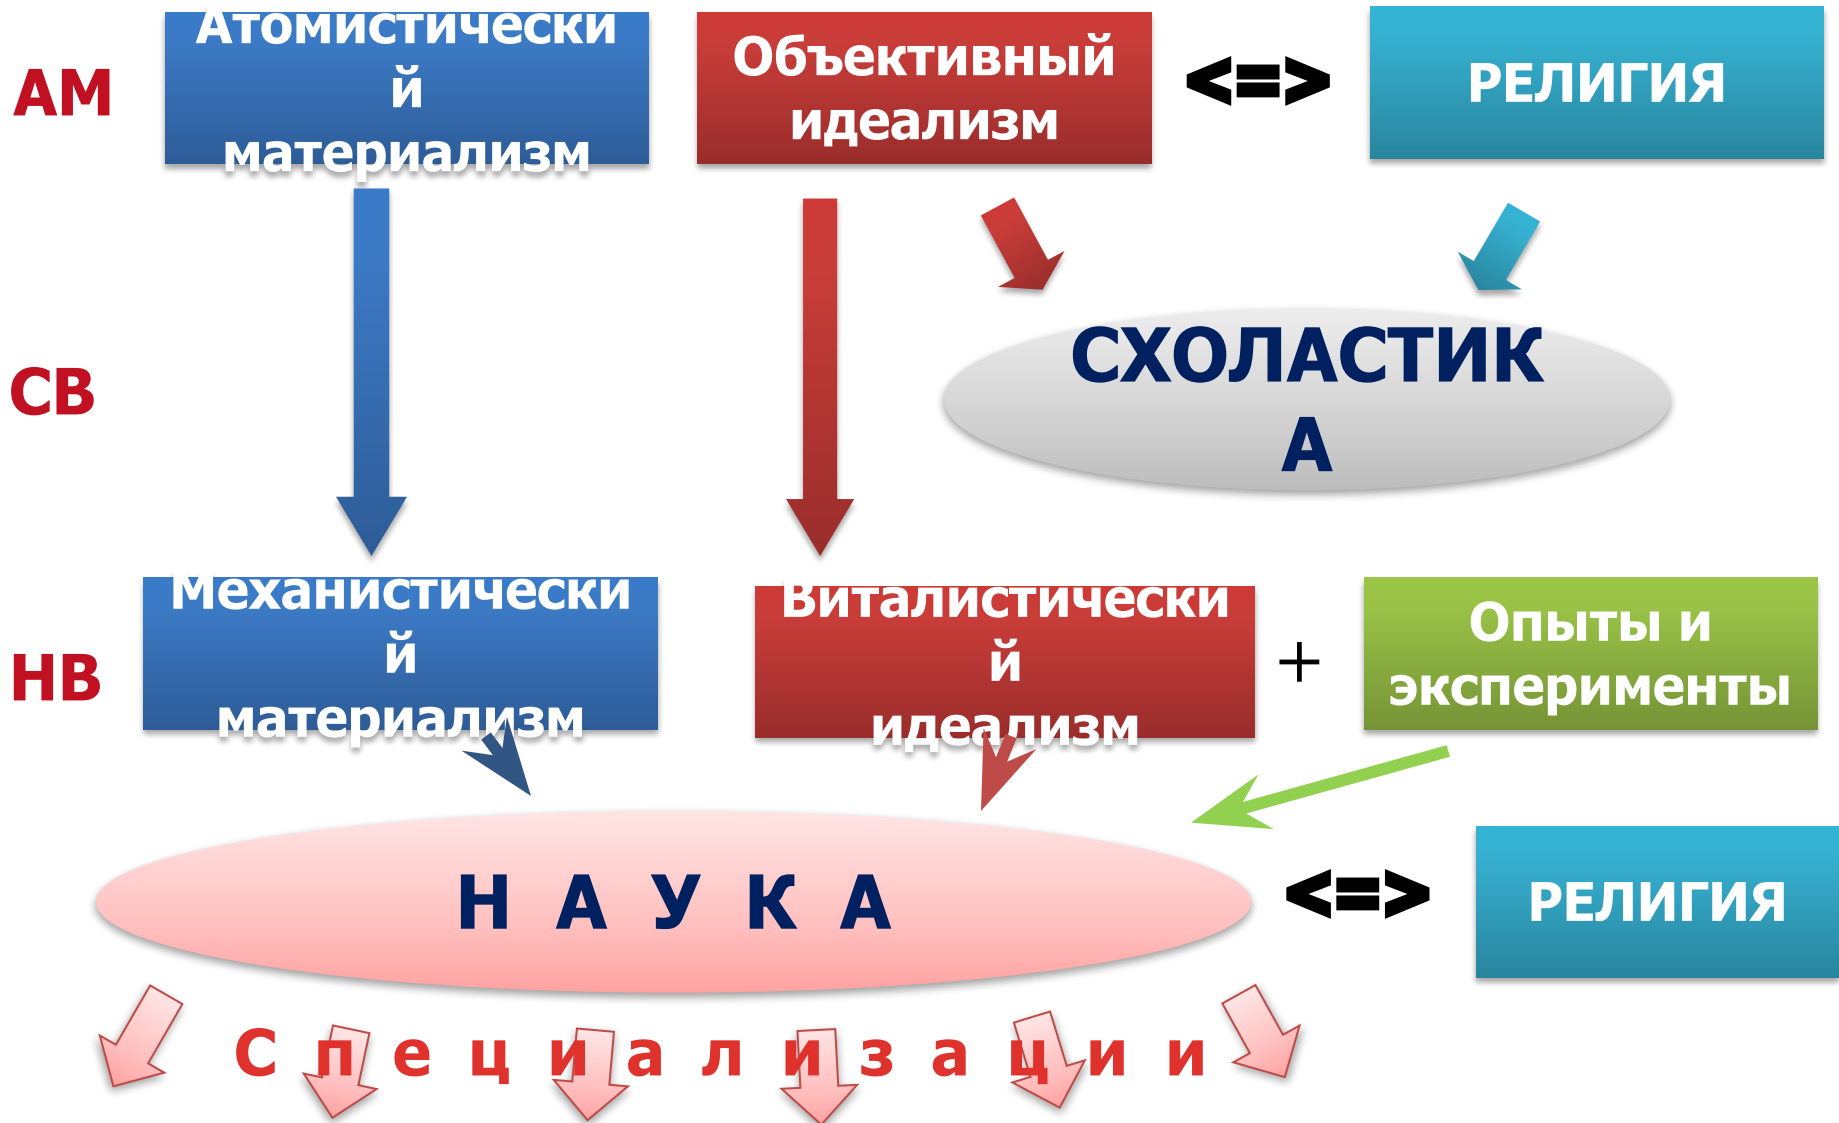 АМ
Атомистически
й
материализм
Объективный
идеализм
<=>
РЕЛИГИЯ
СВ
СХОЛАСТИК
А
НВ
Механистически
й
материализм
Виталистически
й
идеализм
+
Опыты и
эксперименты
Н А У К А
<=>
РЕЛИГИЯ
С п е ц и а л и з а ц и и